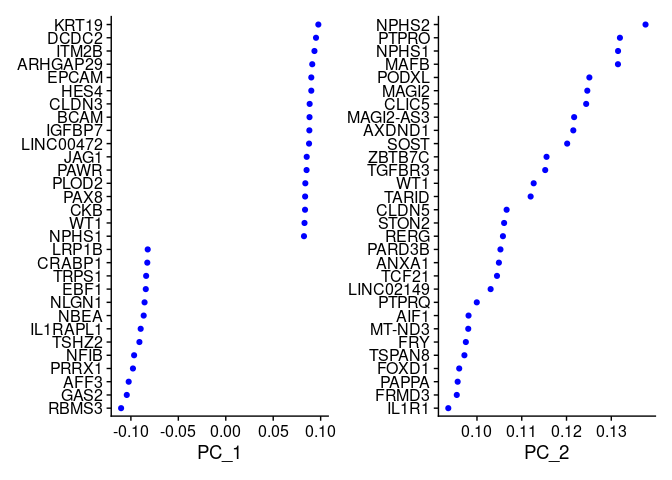 KRT19
DCDC2
ITM2B
ARHGAP29
EPCAM
HES4
CLDN3
BCAM
IGFBP7
LINC00472
JAG1
PAWR
PLOD2
PAX8
CKB
WT1
NPHS1
LRP1B
CRABP1
TRPS1
EBF1
NLGN1
NBEA
IL1RAPL1
TSHZ2
NFIB
PRRX1
AFF3
GAS2
RBMS3
-0.10 -0.05 0.00 0.05 0.10
PC_1
NPHS2
PTPRO
NPHS1
MAFB
PODXL
MAGI2
CLIC5
MAGI2-AS3
AXDND1
SOST
ZBTB7C
TGFBR3
WT1
TARID
CLDN5
STON2
RERG
PARD3B
ANXA1
TCF21
LINC02149
PTPRQ
AIF1
MT-ND3
FRY
TSPAN8
FOXD1
PAPPA
FRMD3
IL1R1
0.10 0.11 0.12 0.13
PC_2